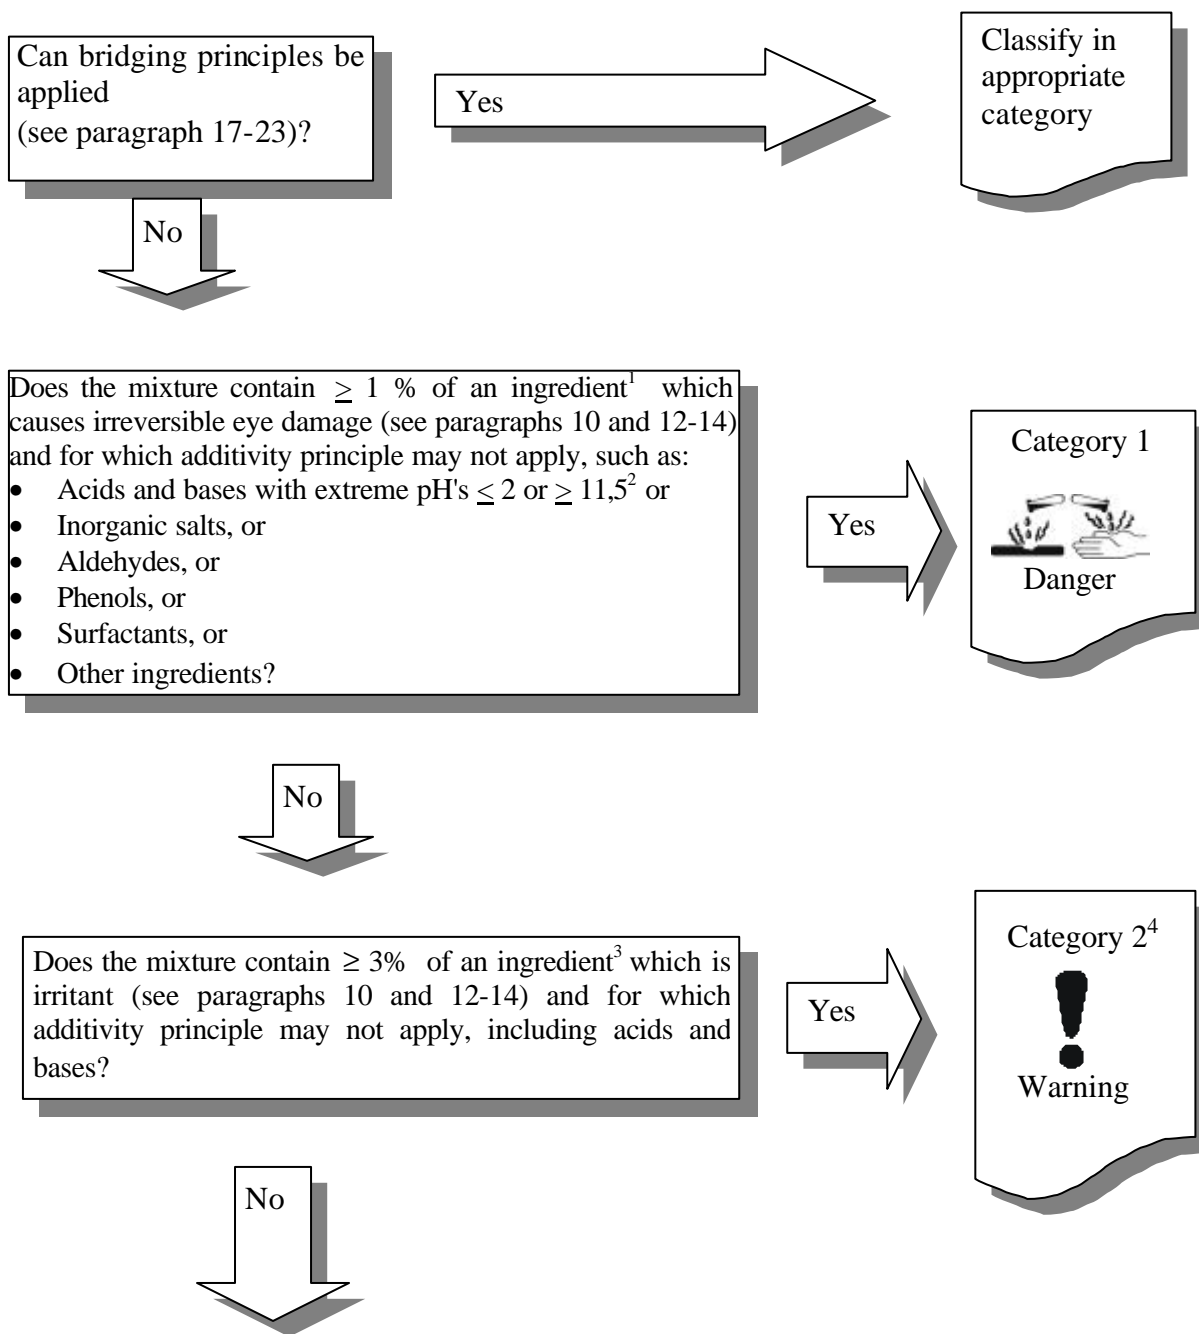 Can bridging principles be
applied
(see paragraph 17-23)?
Yes
Classify in
appropriate
category
No
Does the mixture contain ≥ 1 % of an ingredient¹ which
causes irreversible eye damage (see paragraphs 10 and 12-14)
and for which additivity principle may not apply, such as:
• Acids and bases with extreme pH's ≤ 2 or ≥ 11,5² or
• Inorganic salts, or
• Aldehydes, or
• Phenols, or
• Surfactants, or
• Other ingredients?
Yes
Category 1
Danger
No
Does the mixture contain ≥ 3% of an ingredient³ which is
irritant (see paragraphs 10 and 12-14) and for which
additivity principle may not apply, including acids and
bases?
Yes
Category 2⁴
Warning
No